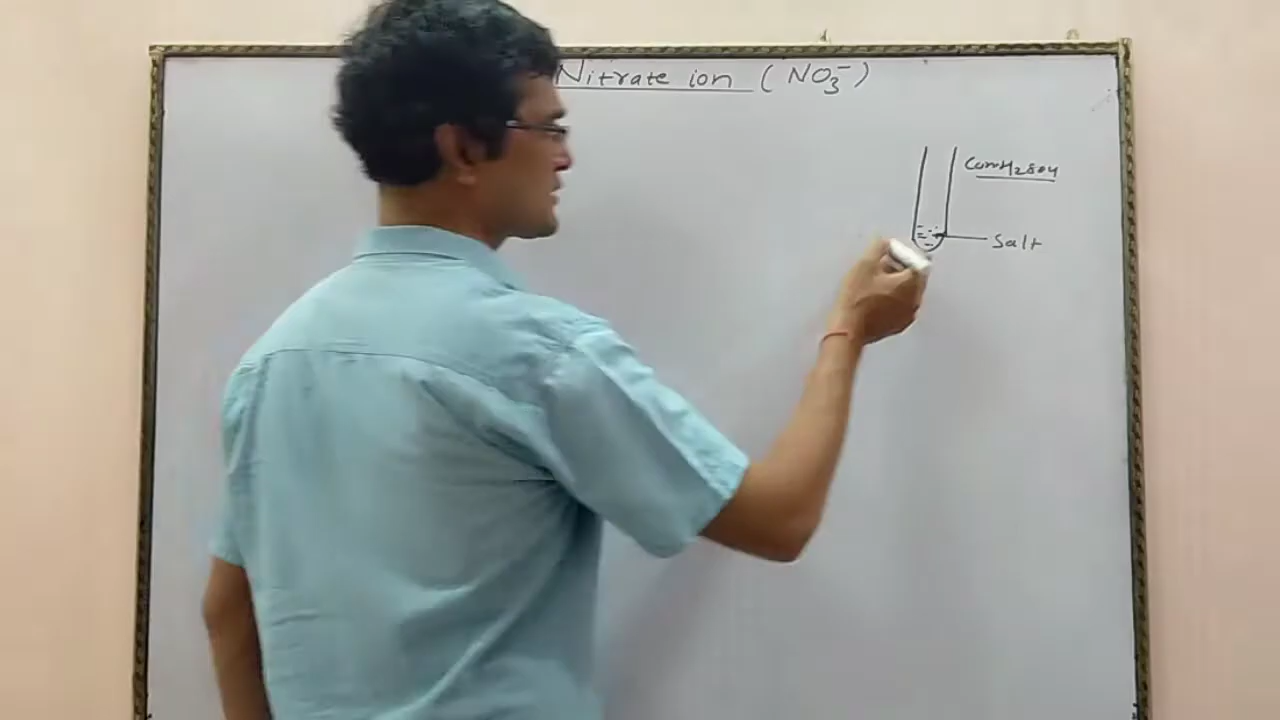 Nitrate ion (NO₃⁻)
Conc H₂SO₄
Salt